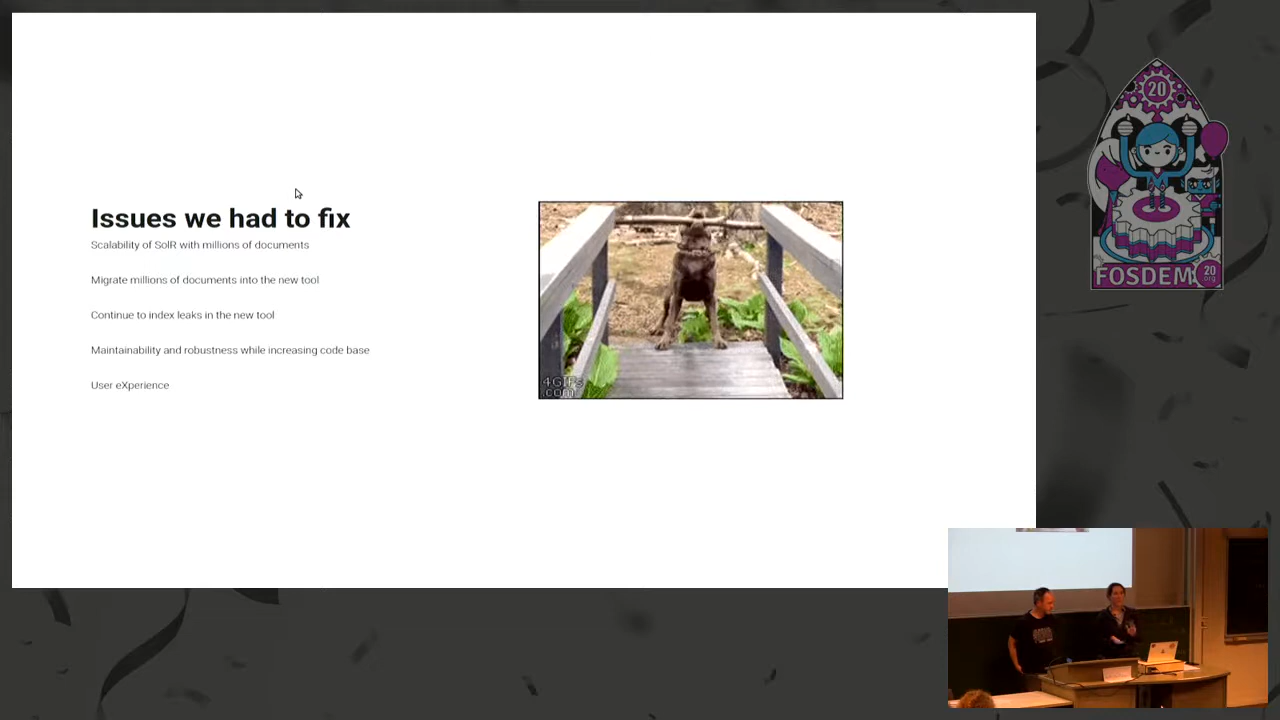 Issues we had to fix
Scalability of SolR with millions of documents
Migrate millions of documents into the new tool
Continue to index leaks in the new tool
Maintainability and robustness while increasing code base
User eXperience
4GIFs
.com
20
FOSDEM
20
org